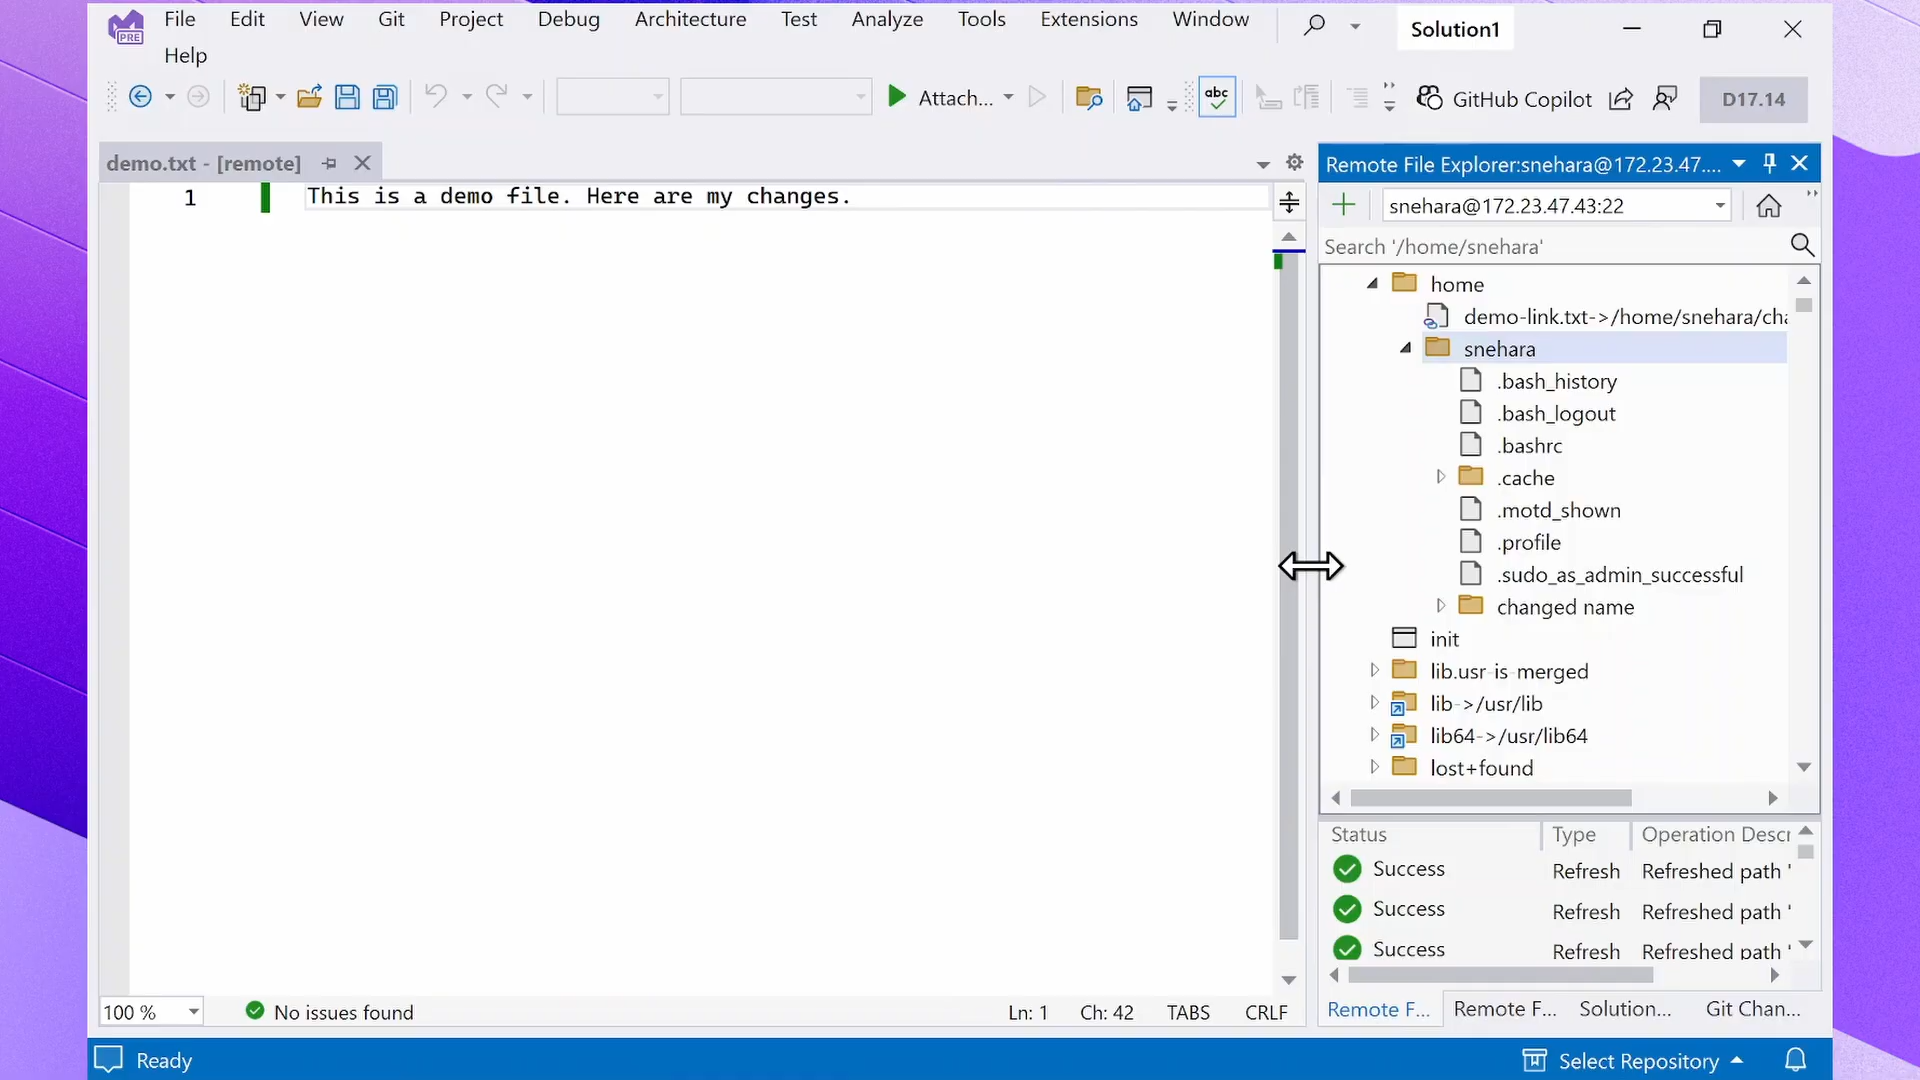 File Edit View Git Project Debug Architecture Test Analyze Tools Extensions Window Solution1
PRE
Help
Attach... abc GitHub Copilot D17.14
demo.txt - [remote]
Remote File Explorer:snehara@172.23.47....
1 This is a demo file. Here are my changes.
snehara@172.23.47.43:22
Search '/home/snehara'
home
demo-link.txt->/home/snehara/cha
snehara
.bash_history
.bash_logout
.bashrc
.cache
.motd_shown
.profile
.sudo_as_admin_successful
changed name
init
lib.usr-is-merged
lib->/usr/lib
lib64->/usr/lib64
lost+found
Status Type Operation Descr
Success Refresh Refreshed path '
Success Refresh Refreshed path '
Success Refresh Refreshed path '
Remote F... Remote F... Solution... Git Chan...
100 % No issues found Ln: 1 Ch: 42 TABS CRLF
Ready Select Repository